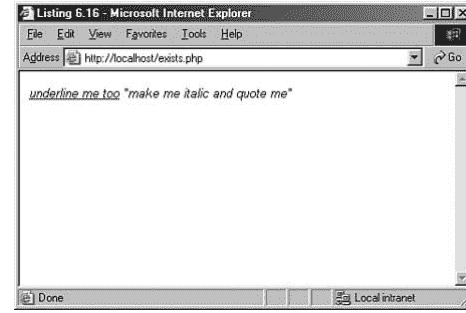 Listing 6.16 - Microsoft Internet Explorer
File Edit View Favorites Tools Help
Address http://localhost/exists.php Go
underline me too "make me italic and quote me"
Done Local intranet